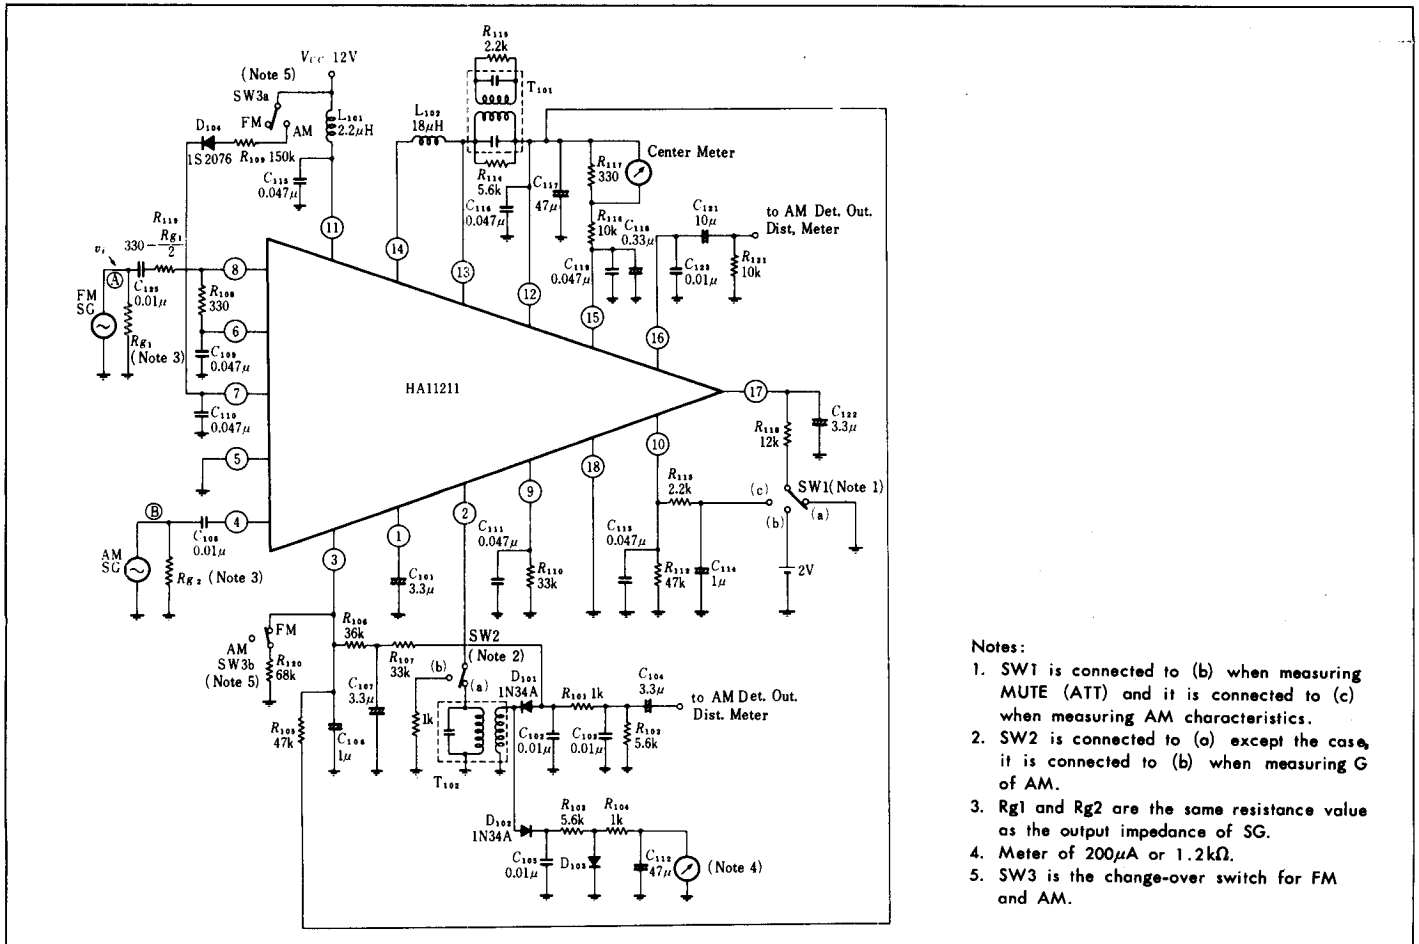 R115
2.2k
VCC 12V
(Note 5)
SW3a
T101
L101
2.2μH
L102
18μH
FM
AM
D104
1S2076
R109 150k
R114
5.6k
Center Meter
R117
330
C115
0.047μ
C117
47μ
C116
0.047μ
R116
10k
C118
0.33μ
C121
10μ
to AM Det. Out.
Dist, Meter
R119
330 - Rg1/2
vi
11
14
13
12
15
16
C119
0.047μ
C123
0.01μ
R121
10k
A
8
C125
0.01μ
FM
SG
R108
330
Rg1
(Note 3)
6
C109
0.047μ
HA11211
17
7
C110
0.047μ
C122
3.3μ
R118
12k
10
18
5
9
R113
2.2k
(c)
SW1(Note 1)
(b)
(a)
2
B
4
C108
0.01μ
1
C111
0.047μ
C113
0.047μ
AM
SG
Rg2 (Note 3)
3
C101
3.3μ
R110
33k
R112
47k
C114
1μ
2V
FM
AM
SW3b
(Note 5)
R120
68k
R106
36k
R107
33k
SW2
(Note 2)
(b)
(a)
D101
1N34A
C104
3.3μ
to AM Det. Out.
Dist. Meter
C107
3.3μ
R101 1k
1k
R105
47k
C106
1μ
C102
0.01μ
C103
0.01μ
R102
5.6k
T102
D102
1N34A
R103
5.6k
R104
1k
C105
0.01μ
D103
C112
47μ
(Note 4)
Notes:
1. SW1 is connected to (b) when measuring
MUTE (ATT) and it is connected to (c)
when measuring AM characteristics.
2. SW2 is connected to (a) except the case,
it is connected to (b) when measuring G
of AM.
3. Rg1 and Rg2 are the same resistance value
as the output impedance of SG.
4. Meter of 200μA or 1.2kΩ.
5. SW3 is the change-over switch for FM
and AM.